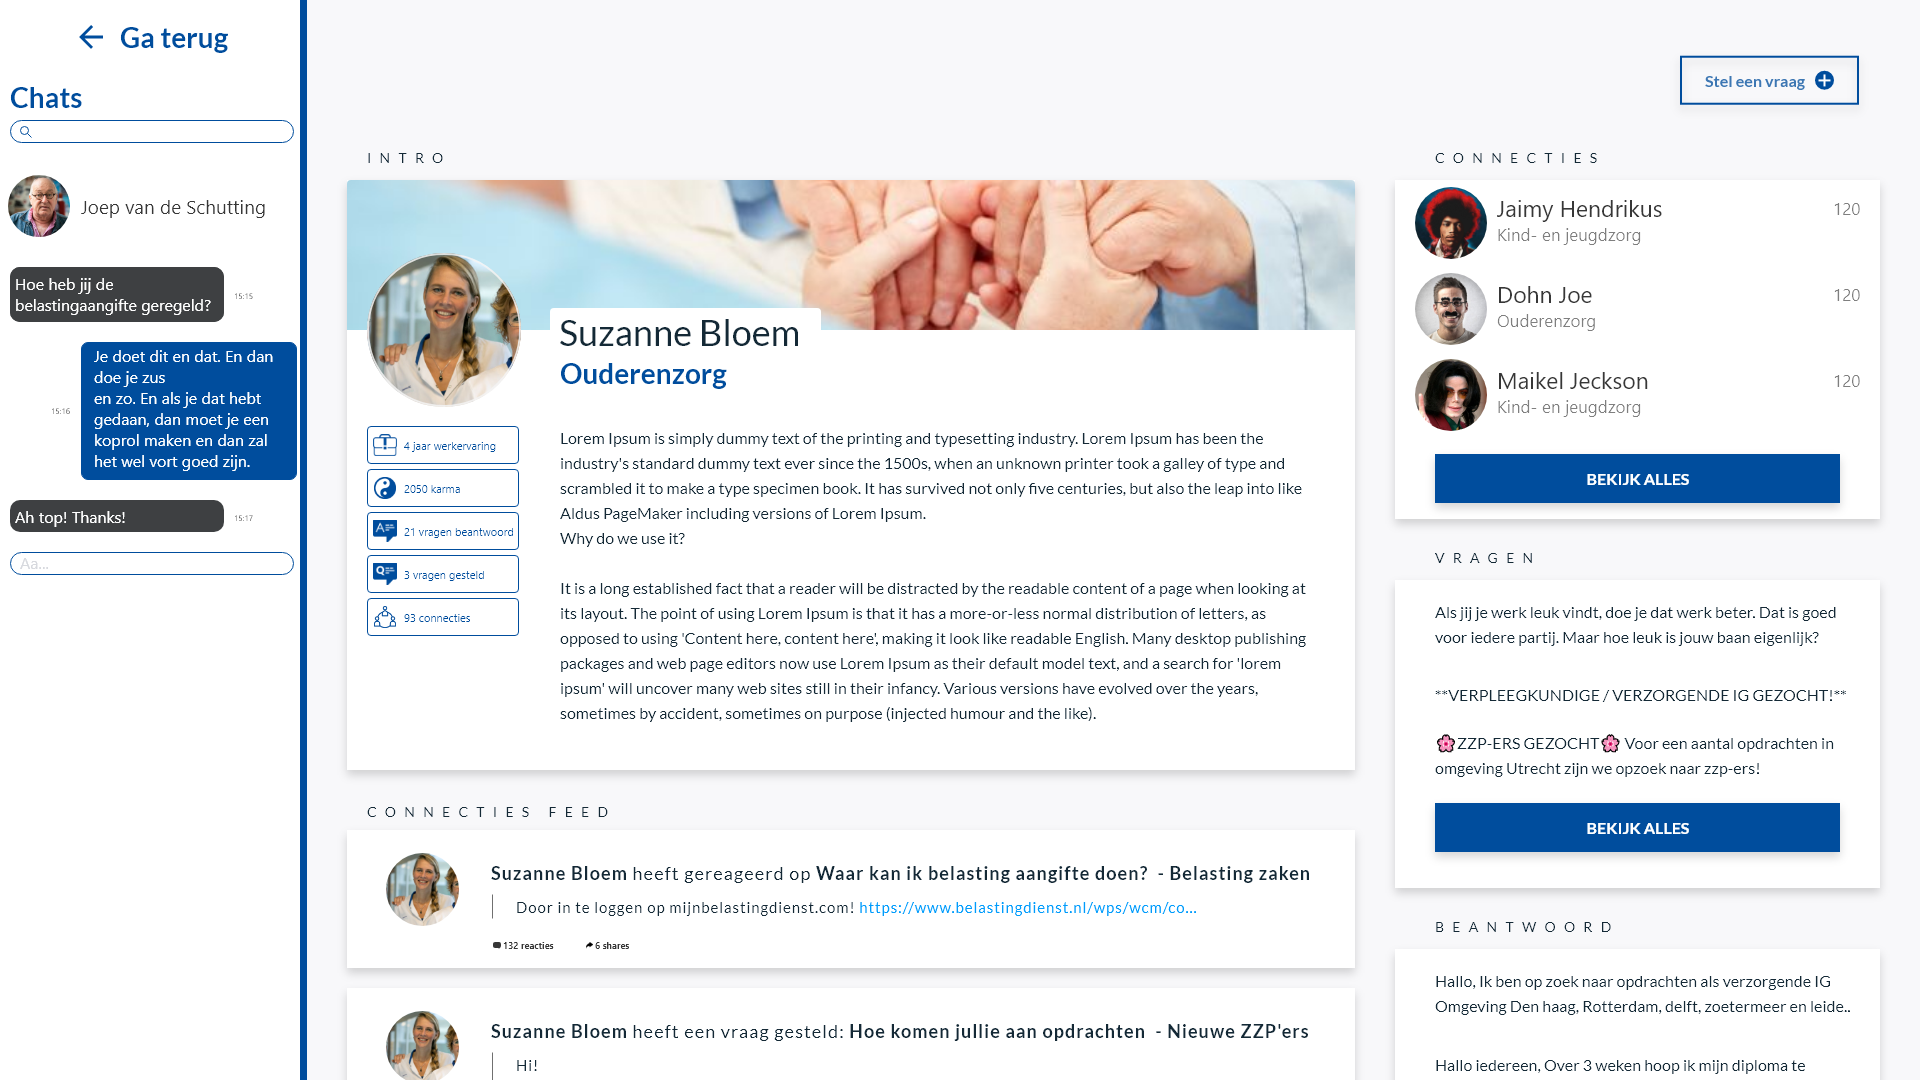 Ga terug
Chats
Joep van de Schutting
Hoe heb jij de
belastingaangifte geregeld?
15:15
Je doet dit en dat. En dan
doe je zus
en zo. En als je dat hebt
gedaan, dan moet je een
koprol maken en dan zal
het wel vort goed zijn.
15:16
Ah top! Thanks!
15:17
Aa...
Stel een vraag
INTRO
Suzanne Bloem
Ouderenzorg
4 jaar werkervaring
2050 karma
21 vragen beantwoord
3 vragen gesteld
93 connecties
Lorem Ipsum is simply dummy text of the printing and typesetting industry. Lorem Ipsum has been the
industry's standard dummy text ever since the 1500s, when an unknown printer took a galley of type and
scrambled it to make a type specimen book. It has survived not only five centuries, but also the leap into like
Aldus PageMaker including versions of Lorem Ipsum.
Why do we use it?
It is a long established fact that a reader will be distracted by the readable content of a page when looking at
its layout. The point of using Lorem Ipsum is that it has a more-or-less normal distribution of letters, as
opposed to using 'Content here, content here', making it look like readable English. Many desktop publishing
packages and web page editors now use Lorem Ipsum as their default model text, and a search for 'lorem
ipsum' will uncover many web sites still in their infancy. Various versions have evolved over the years,
sometimes by accident, sometimes on purpose (injected humour and the like).
CONNECTIES FEED
Suzanne Bloem heeft gereageerd op Waar kan ik belasting aangifte doen? - Belasting zaken
Door in te loggen op mijnbelastingdienst.com! https://www.belastingdienst.nl/wps/wcm/co...
132 reacties 6 shares
Suzanne Bloem heeft een vraag gesteld: Hoe komen jullie aan opdrachten - Nieuwe ZZP'ers
Hi!
CONNECTIES
Jaimy Hendrikus 120
Kind- en jeugdzorg
Dohn Joe 120
Ouderenzorg
Maikel Jeckson 120
Kind- en jeugdzorg
BEKIJK ALLES
VRAGEN
Als jij je werk leuk vindt, doe je dat werk beter. Dat is goed
voor iedere partij. Maar hoe leuk is jouw baan eigenlijk?
**VERPLEEGKUNDIGE / VERZORGENDE IG GEZOCHT!**
🌸ZZP-ERS GEZOCHT🌸 Voor een aantal opdrachten in
omgeving Utrecht zijn we opzoek naar zzp-ers!
BEKIJK ALLES
BEANTWOORD
Hallo, Ik ben op zoek naar opdrachten als verzorgende IG
Omgeving Den haag, Rotterdam, delft, zoetermeer en leide..
Hallo iedereen, Over 3 weken hoop ik mijn diploma te